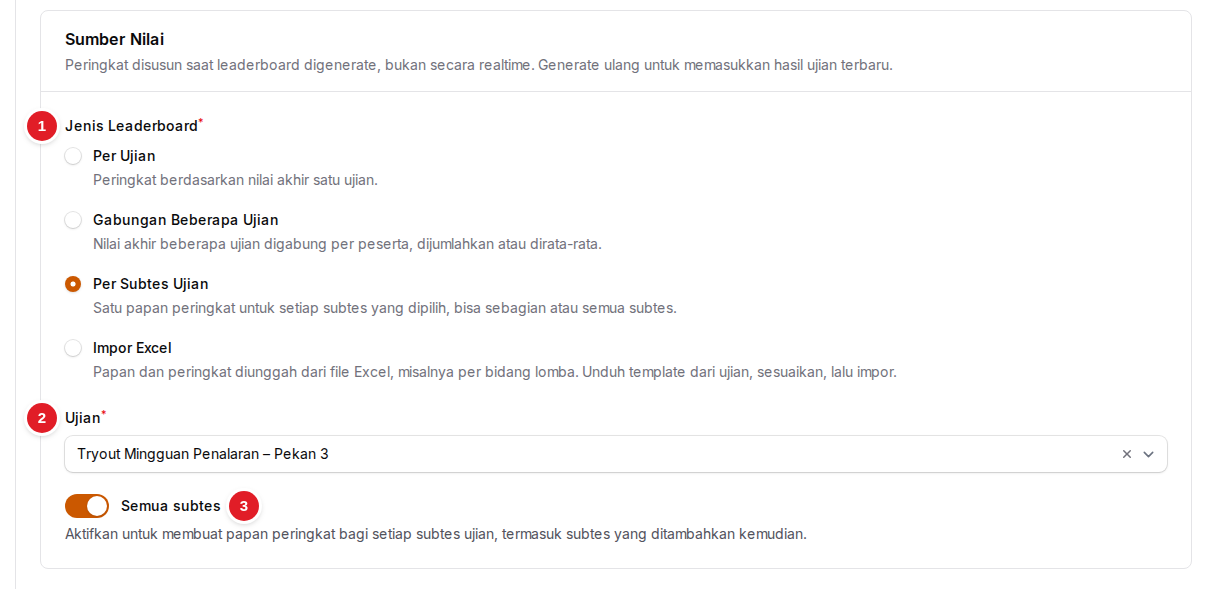 Sumber Nilai
Peringkat disusun saat leaderboard digenerate, bukan secara realtime. Generate ulang untuk memasukkan hasil ujian terbaru.
1 Jenis Leaderboard*
Per Ujian
Peringkat berdasarkan nilai akhir satu ujian.
Gabungan Beberapa Ujian
Nilai akhir beberapa ujian digabung per peserta, dijumlahkan atau dirata-rata.
Per Subtes Ujian
Satu papan peringkat untuk setiap subtes yang dipilih, bisa sebagian atau semua subtes.
Impor Excel
Papan dan peringkat diunggah dari file Excel, misalnya per bidang lomba. Unduh template dari ujian, sesuaikan, lalu impor.
2 Ujian*
Tryout Mingguan Penalaran – Pekan 3
Semua subtes 3
Aktifkan untuk membuat papan peringkat bagi setiap subtes ujian, termasuk subtes yang ditambahkan kemudian.